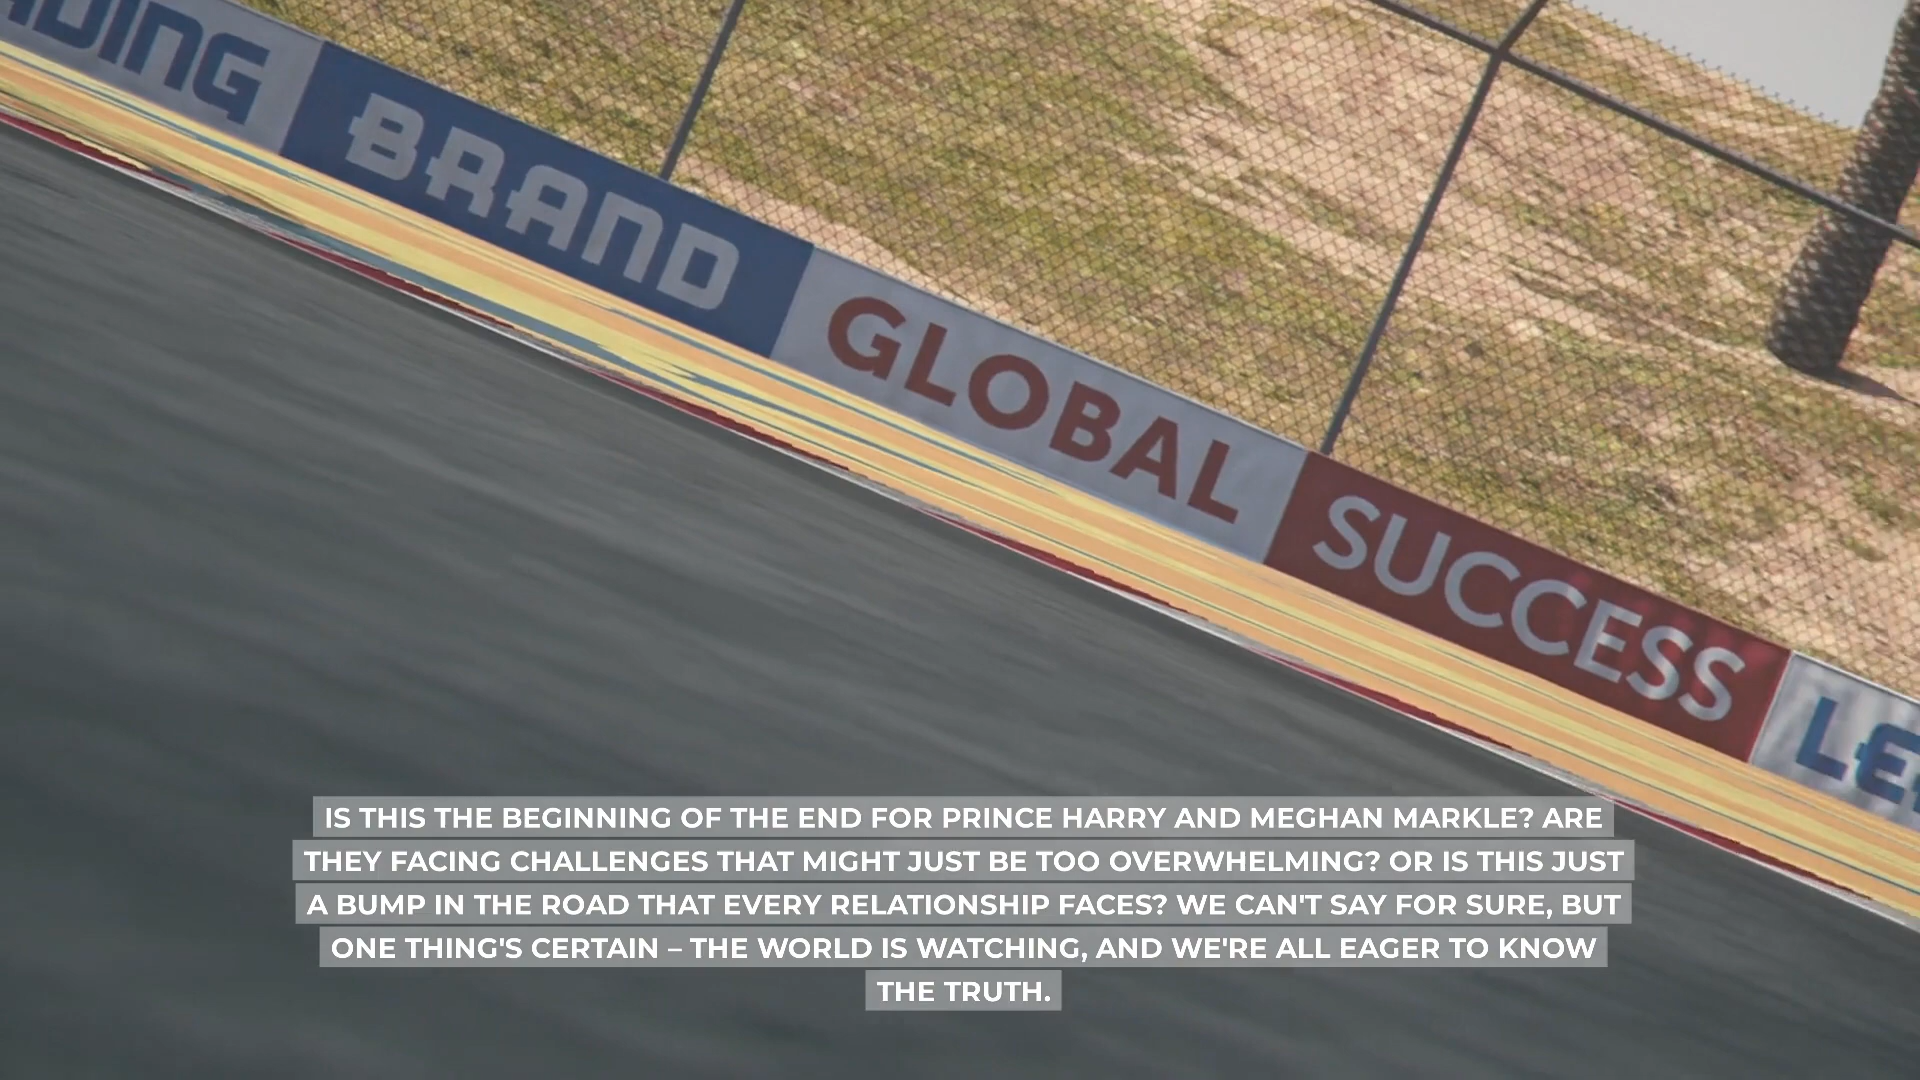 BRAND
GLOBAL
SUCCESS
IS THIS THE BEGINNING OF THE END FOR PRINCE HARRY AND MEGHAN MARKLE? ARE
THEY FACING CHALLENGES THAT MIGHT JUST BE TOO OVERWHELMING? OR IS THIS JUST
A BUMP IN THE ROAD THAT EVERY RELATIONSHIP FACES? WE CAN'T SAY FOR SURE, BUT
ONE THING'S CERTAIN – THE WORLD IS WATCHING, AND WE'RE ALL EAGER TO KNOW
THE TRUTH.